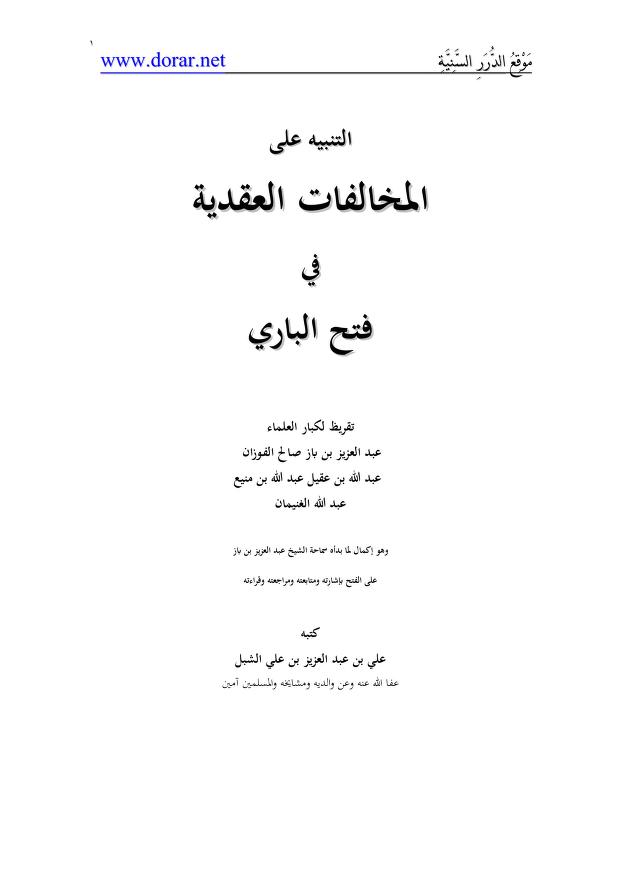 ١
موقع الدُّرَرِ السَّنِيَّةِ www.dorar.net
التنبيه على
المخالفات العقدية
في
فتح الباري
تقريظ لكبار العلماء
عبد العزيز بن باز صالح الفوزان
عبد الله بن عقيل عبد الله بن منيع
عبد الله الغنيمان
وهو إكمال لما بدأه سماحة الشيخ عبد العزيز بن باز
على الفتح بإشارته ومتابعته ومراجعته وقراءته
كتبه
علي بن عبد العزيز بن علي الشبل
عفا الله عنه وعن والديه ومشايخه والمسلمين آمين